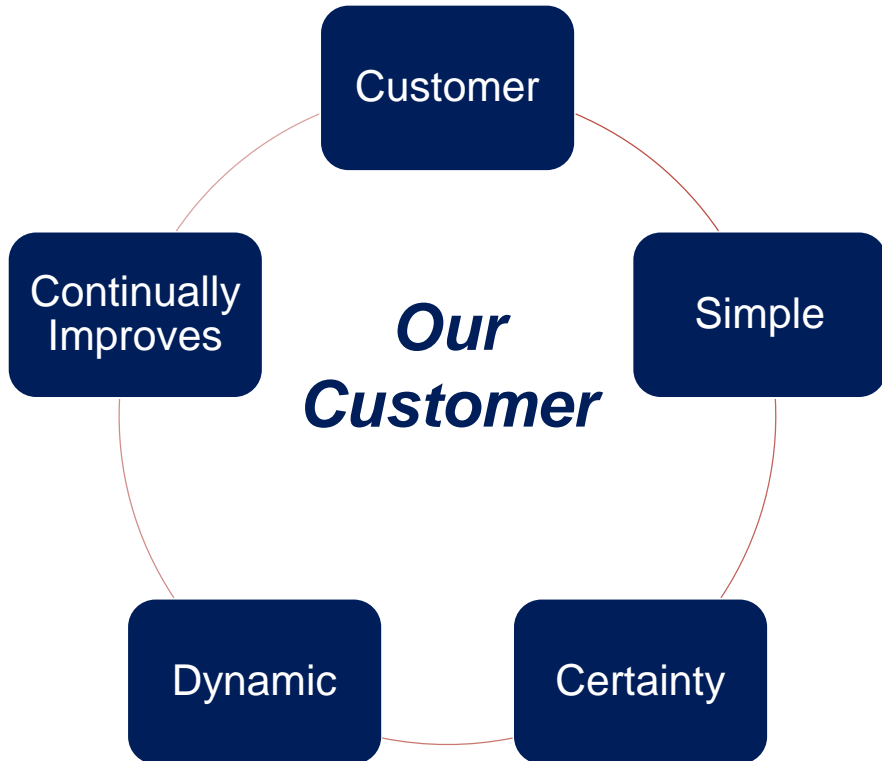 Customer
Simple
Certainty
Dynamic
Continually
Improves
Our
Customer